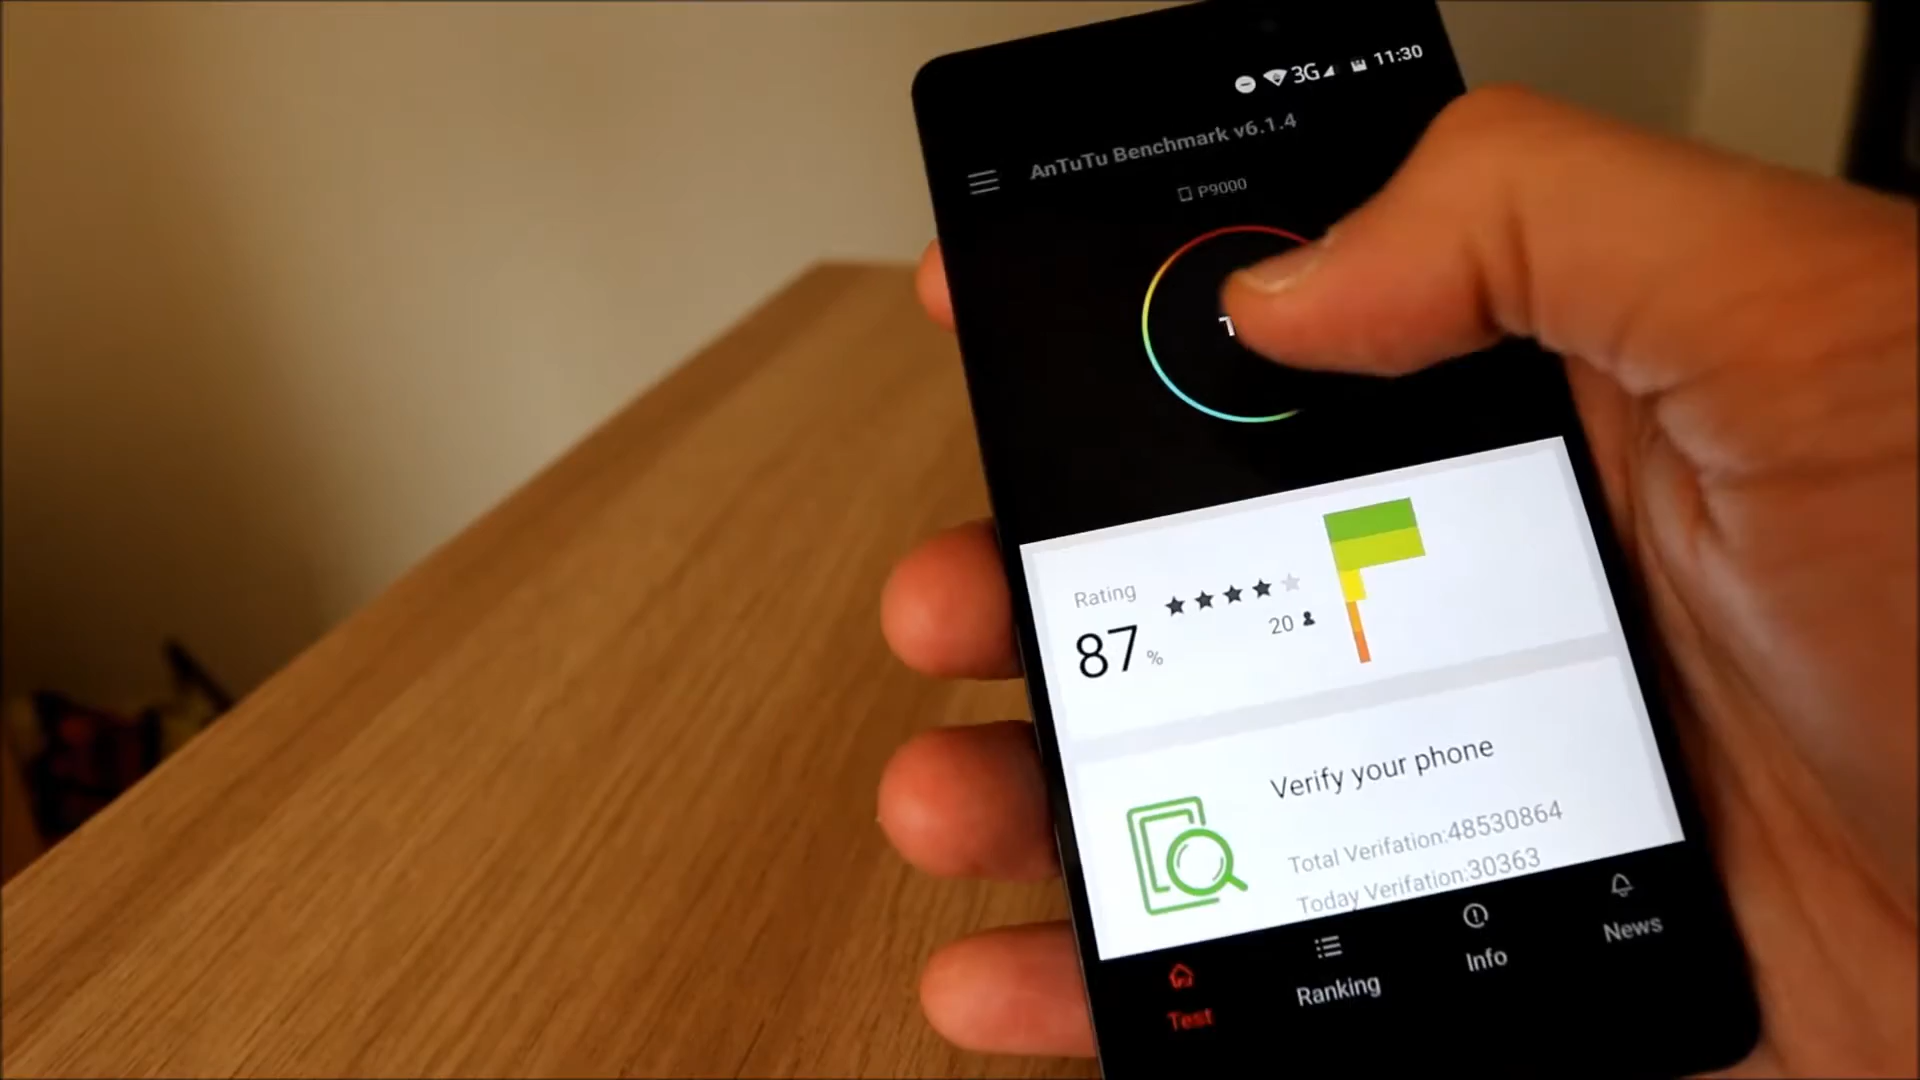 3G 11:30
AnTuTu Benchmark v6.1.4
P9000
Rating
87 %
20
Verify your phone
Total Verifation:48530864
Today Verifation:30363
Test
Ranking
Info
News